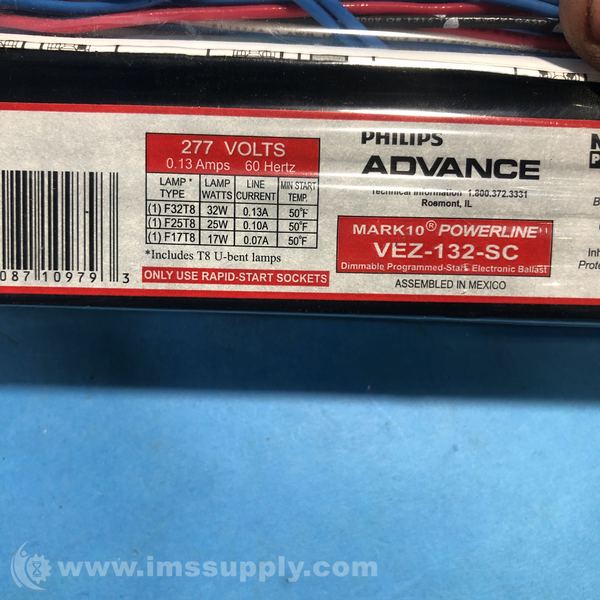 277 VOLTS
0.13 Amps 60 Hertz
LAMP * TYPE LAMP WATTS LINE CURRENT MIN START TEMP.
(1) F32T8 32W 0.13A 50°F
(1) F25T8 25W 0.10A 50°F
(1) F17T8 17W 0.07A 50°F
*Includes T8 U-bent lamps
ONLY USE RAPID-START SOCKETS
087 10979 3
PHILIPS
ADVANCE
Technical Information 1.800.372.3331
Rosemont, IL
MARK10® POWERLINE
VEZ-132-SC
Dimmable Programmed-Start Electronic Ballast
ASSEMBLED IN MEXICO
www.imssupply.com